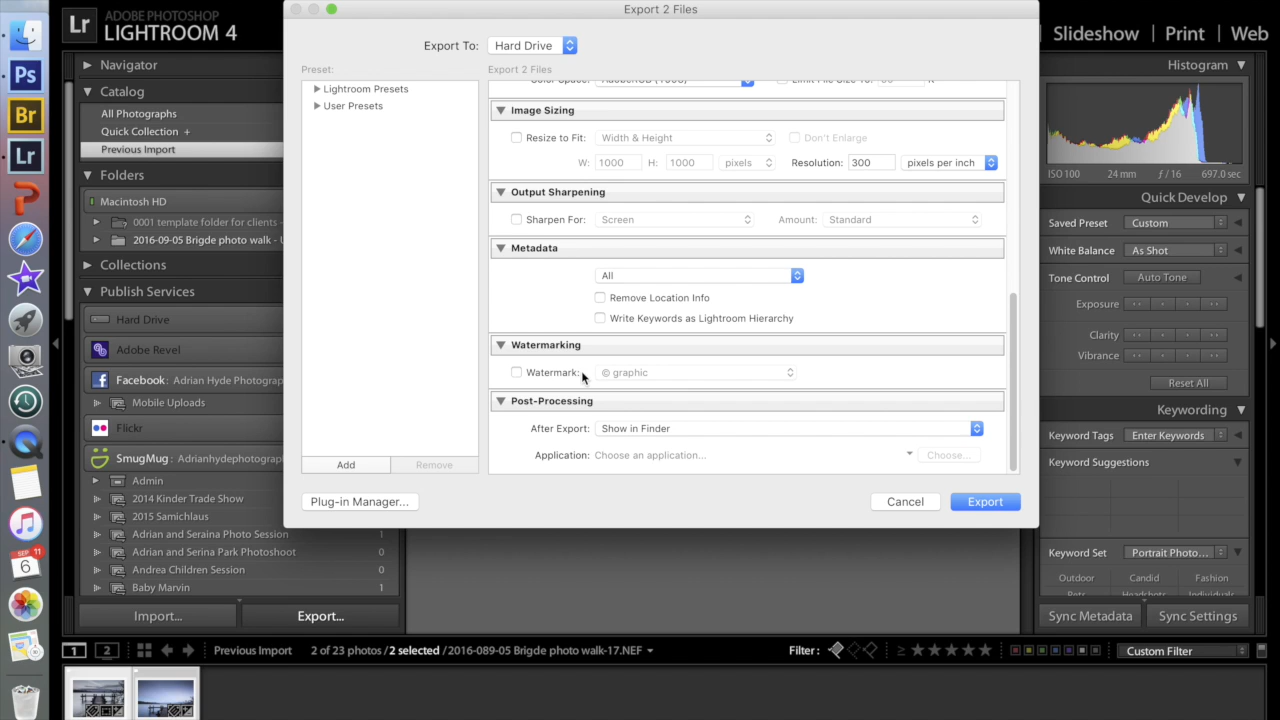 Export 2 Files
ADOBE PHOTOSHOP
Lr LIGHTROOM 4
Slideshow | Print | Web
Export To: Hard Drive
Preset:
Export 2 Files
Lightroom Presets
User Presets
Add Remove
Image Sizing
Resize to Fit: Width & Height Don't Enlarge
W: 1000 H: 1000 pixels Resolution: 300 pixels per inch
Output Sharpening
Sharpen For: Screen Amount: Standard
Metadata
All
Remove Location Info
Write Keywords as Lightroom Hierarchy
Watermarking
Watermark: © graphic
Post-Processing
After Export: Show in Finder
Application: Choose an application... Choose...
Plug-in Manager... Cancel Export
Navigator
Catalog
All Photographs
Quick Collection +
Previous Import
Folders
Macintosh HD
0001 template folder for clients
2016-09-05 Brigde photo walk -
Collections
Publish Services
Hard Drive
Adobe Revel
Facebook: Adrian Hyde Photogra
Mobile Uploads
Flickr
SmugMug: Adrianhydephotograp
Admin
2014 Kinder Trade Show
2015 Samichlaus
Adrian and Seraina Photo Session 0
Adrian and Serina Park Photoshoot 0
Andrea Children Session 0
Baby Marvin 1
Import... Export...
Histogram
ISO 100 24 mm f / 16 697.0 sec
Quick Develop
Saved Preset Custom
White Balance As Shot
Tone Control Auto Tone
Exposure
Clarity
Vibrance
Reset All
Keywording
Keyword Tags Enter Keywords
Keyword Suggestions
Keyword Set Portrait Photo...
Outdoor Candid Fashion
Sync Metadata Sync Settings
1 2 Previous Import 2 of 23 photos /2 selected /2016-089-05 Brigde photo walk-17.NEF
Filter: ≥ Custom Filter
Ps
Br
Lr
SEP 11
6